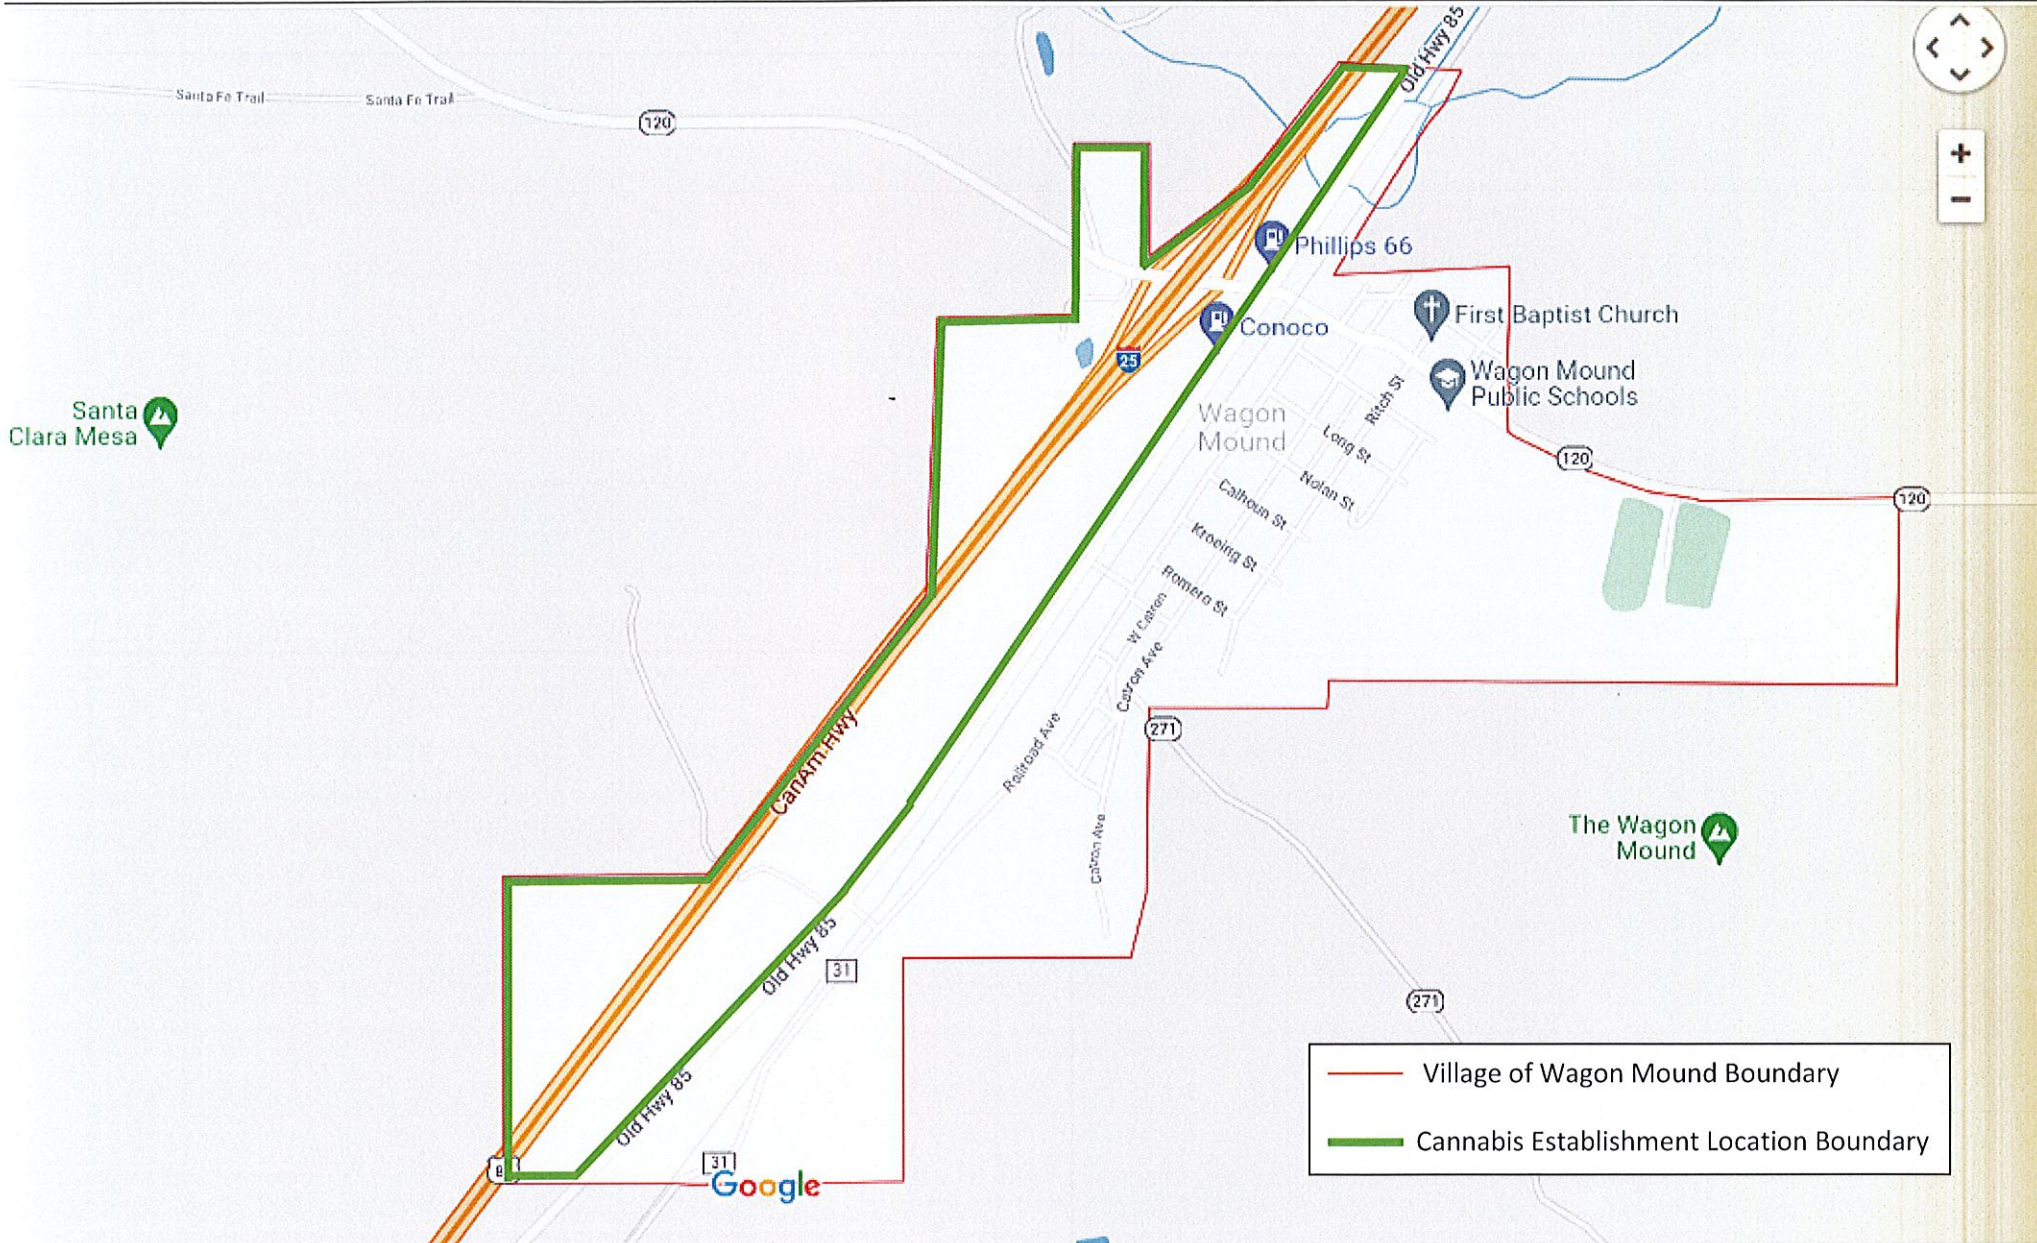 Old Hwy 85
Santa Fe Trail
Santa Fe Trail
120
Phillips 66
First Baptist Church
Conoco
25
Wagon Mound
Public Schools
Santa
Clara Mesa
Wagon
Mound
Ritch St
Long St
120
Nolan St
Calhoun St
120
Kroeing St
Romero St
W Catron
Catron Ave
271
Railroad Ave
CanAm Hwy
The Wagon
Mound
Catron Ave
Old Hwy 85
31
271
Village of Wagon Mound Boundary
Old Hwy 85
Cannabis Establishment Location Boundary
31
Google